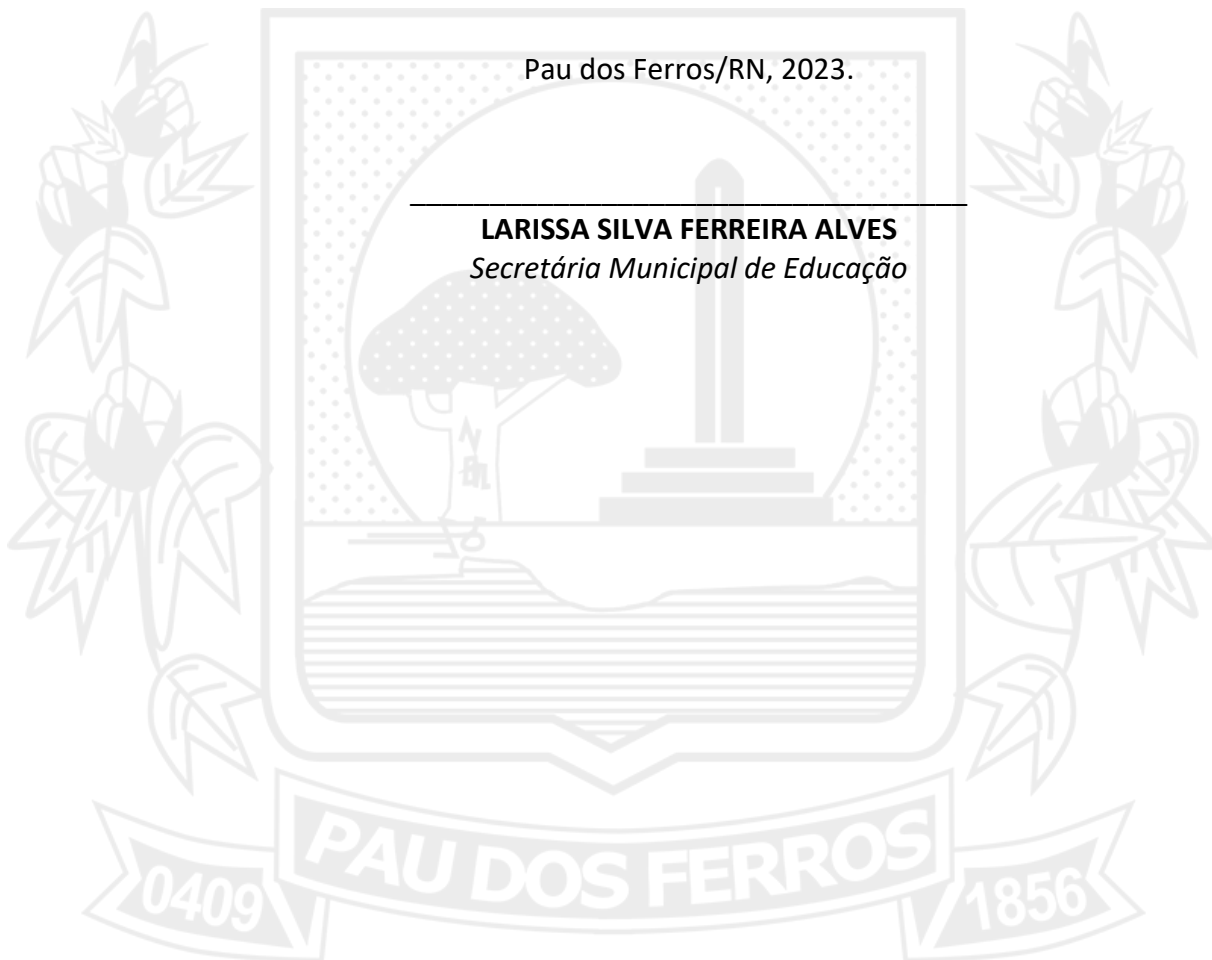 Pau dos Ferros/RN, 2023.
LARISSA SILVA FERREIRA ALVES
Secretária Municipal de Educação
PAU DOS FERROS
0409
1856